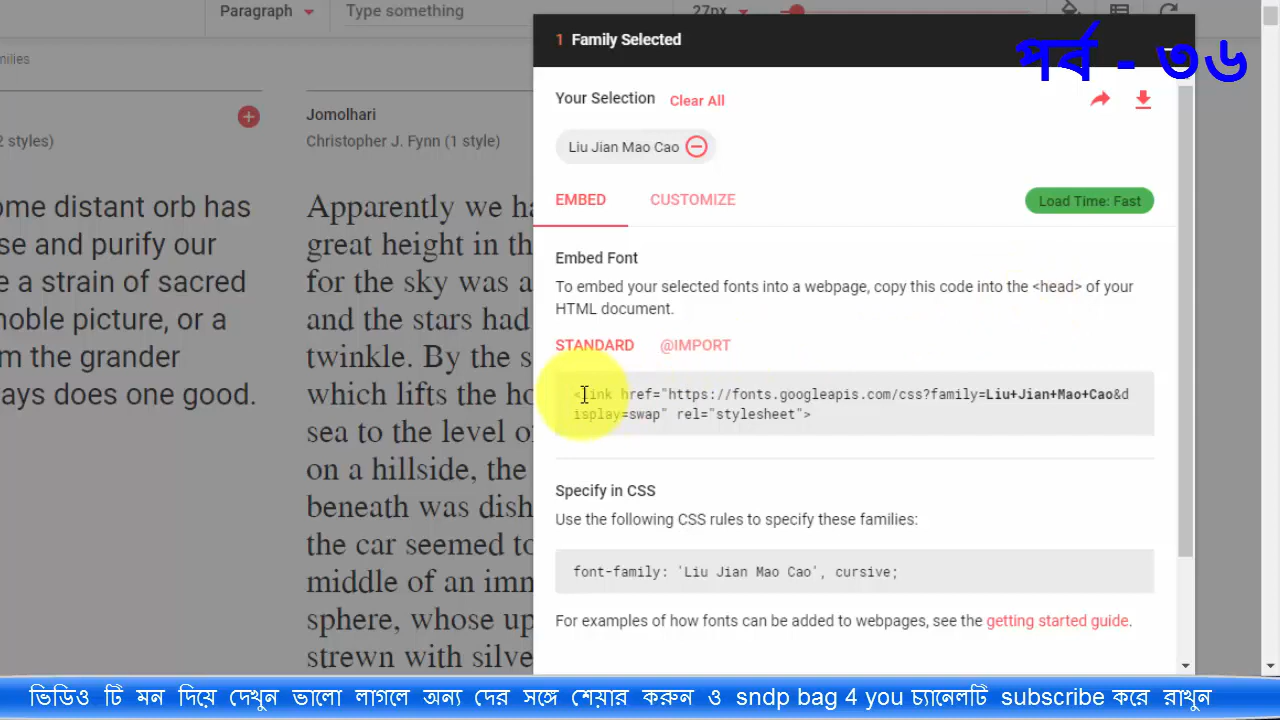 Paragraph
Type something
27px
1 Family Selected
পর্ব - ৩৬
milies
Your Selection Clear All
Jomolhari
Christopher J. Fynn (1 style)
2 styles)
Liu Jian Mao Cao
EMBED CUSTOMIZE
Load Time: Fast
ome distant orb has
se and purify our
e a strain of sacred
noble picture, or a
m the grander
ays does one good.
Apparently we ha
great height in th
for the sky was a
and the stars had
twinkle. By the s
which lifts the ho
sea to the level o
on a hillside, the
beneath was dish
the car seemed to
middle of an imm
sphere, whose up
strewn with silve
Embed Font
To embed your selected fonts into a webpage, copy this code into the <head> of your
HTML document.
STANDARD @IMPORT
<link href="https://fonts.googleapis.com/css?family=Liu+Jian+Mao+Cao&d
isplay=swap" rel="stylesheet">
Specify in CSS
Use the following CSS rules to specify these families:
font-family: 'Liu Jian Mao Cao', cursive;
For examples of how fonts can be added to webpages, see the getting started guide.
ভিডিও টি মন দিয়ে দেখুন ভালো লাগলে অন্য দের সঙ্গে শেয়ার করুন ও sndp bag 4 you চ্যানেলটি subscribe করে রাখুন